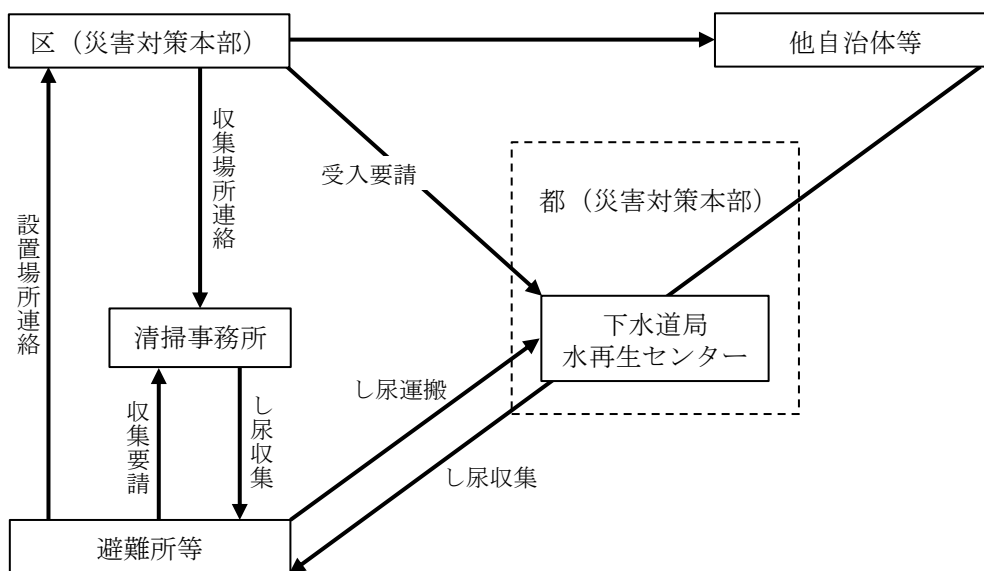 区（災害対策本部）
他自治体等
収集場所連絡
受入要請
都（災害対策本部）
設置場所連絡
清掃事務所
下水道局
水再生センター
し尿運搬
収集要請
し尿収集
し尿収集
避難所等